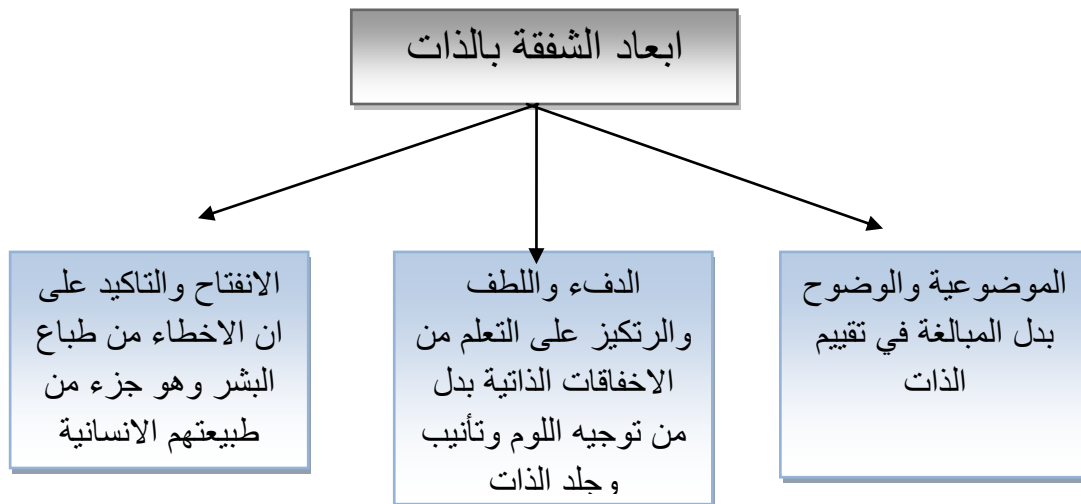 ابعاد الشفقة بالذات
الموضوعية والوضوح
بدل المبالغة في تقييم
الذات
الدفء واللطف
والرتكيز على التعلم من
الاخفاقات الذاتية بدل
من توجيه اللوم وتأنيب
وجلد الذات
الانفتاح والتاكيد على
ان الاخطاء من طباع
البشر وهو جزء من
طبيعتهم الانسانية